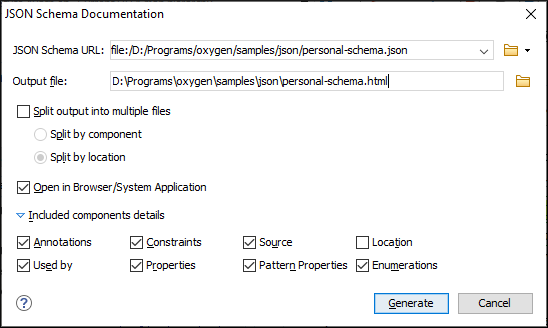 JSON Schema Documentation
JSON Schema URL: file:/D:/Programs/oxygen/samples/json/personal-schema.json
Output file: D:\Programs\oxygen\samples\json\personal-schema.html
Split output into multiple files
Split by component
Split by location
Open in Browser/System Application
Included components details
Annotations Constraints Source Location
Used by Properties Pattern Properties Enumerations
? Generate Cancel